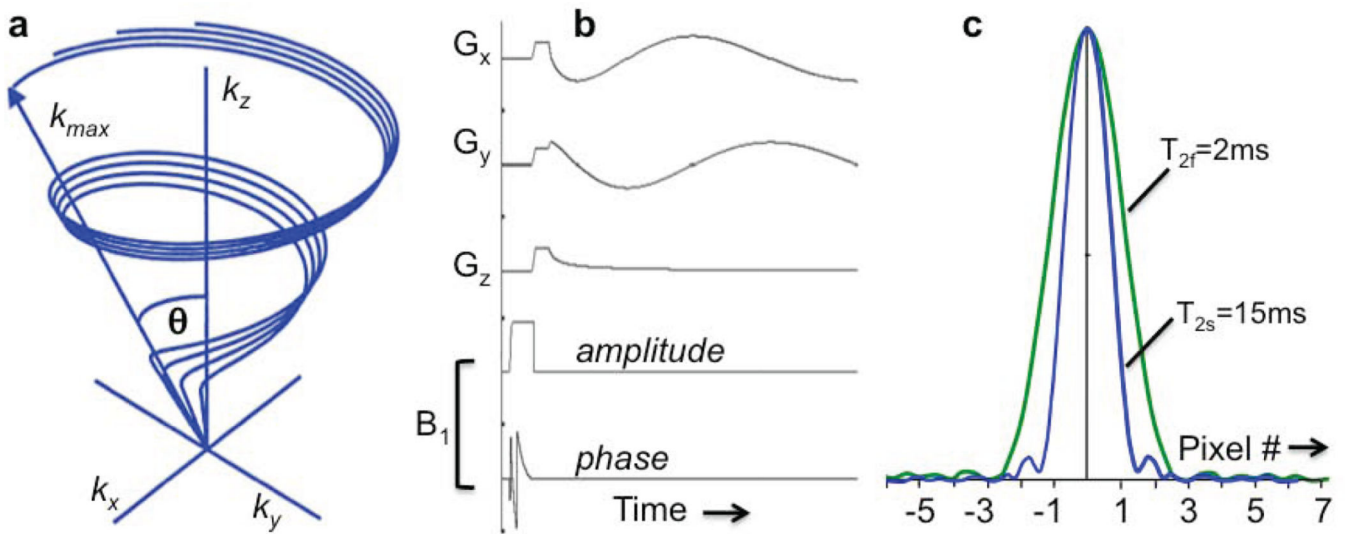 a
k_z
k_max
θ
k_x
k_y
b
G_x
G_y
G_z
amplitude
B_1
phase
Time →
c
T_2f=2ms
T_2s=15ms
Pixel # →
-5 -3 -1 1 3 5 7